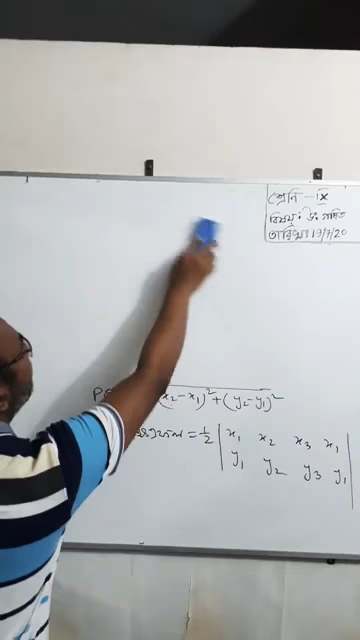 শ্রেনি - IX
বিষয়: উ: গণিত
তারিখঃ 19/7/20
(x₂-x₁)²+(y₂-y₁)²
= 1/2 | x₁ x₂ x₃ x₁
y₁ y₂ y₃ y₁ |